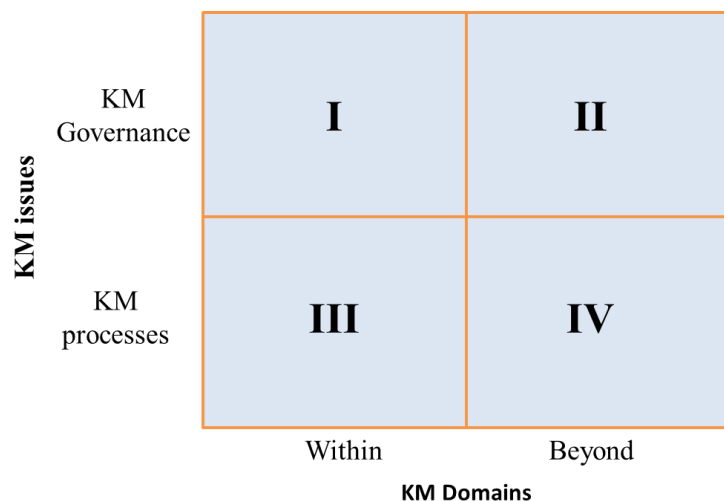 KM
Governance
I
II
KM issues
KM
processes
III
IV
Within
Beyond
KM Domains